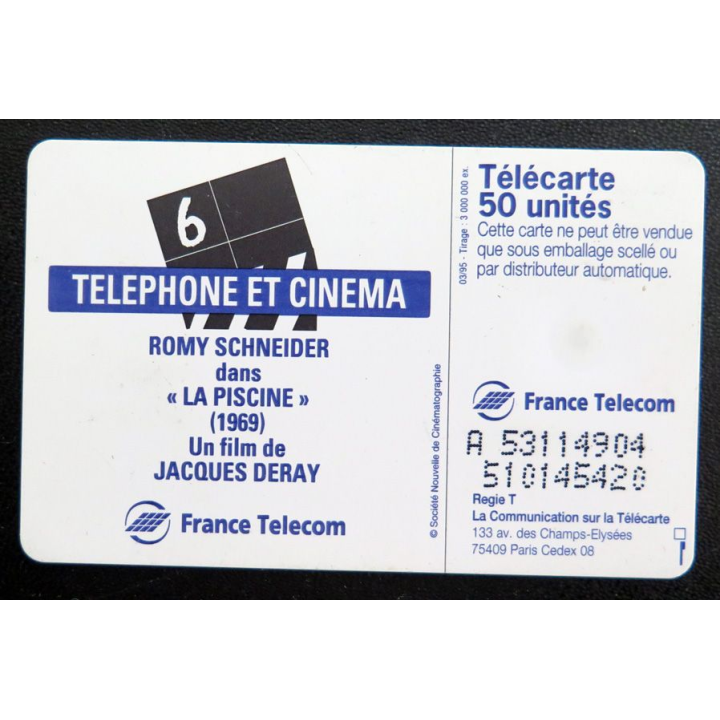 6
TELEPHONE ET CINEMA
ROMY SCHNEIDER
dans
« LA PISCINE »
(1969)
Un film de
JACQUES DERAY
France Telecom
© Société Nouvelle de Cinématographie
03/95 - Tirage : 3 000 000 ex.
Télécarte
50 unités
Cette carte ne peut être vendue
que sous emballage scellé ou
par distributeur automatique.
France Telecom
A 53114904
510145420
Regie T
La Communication sur la Télécarte
133 av. des Champs-Elysées
75409 Paris Cedex 08